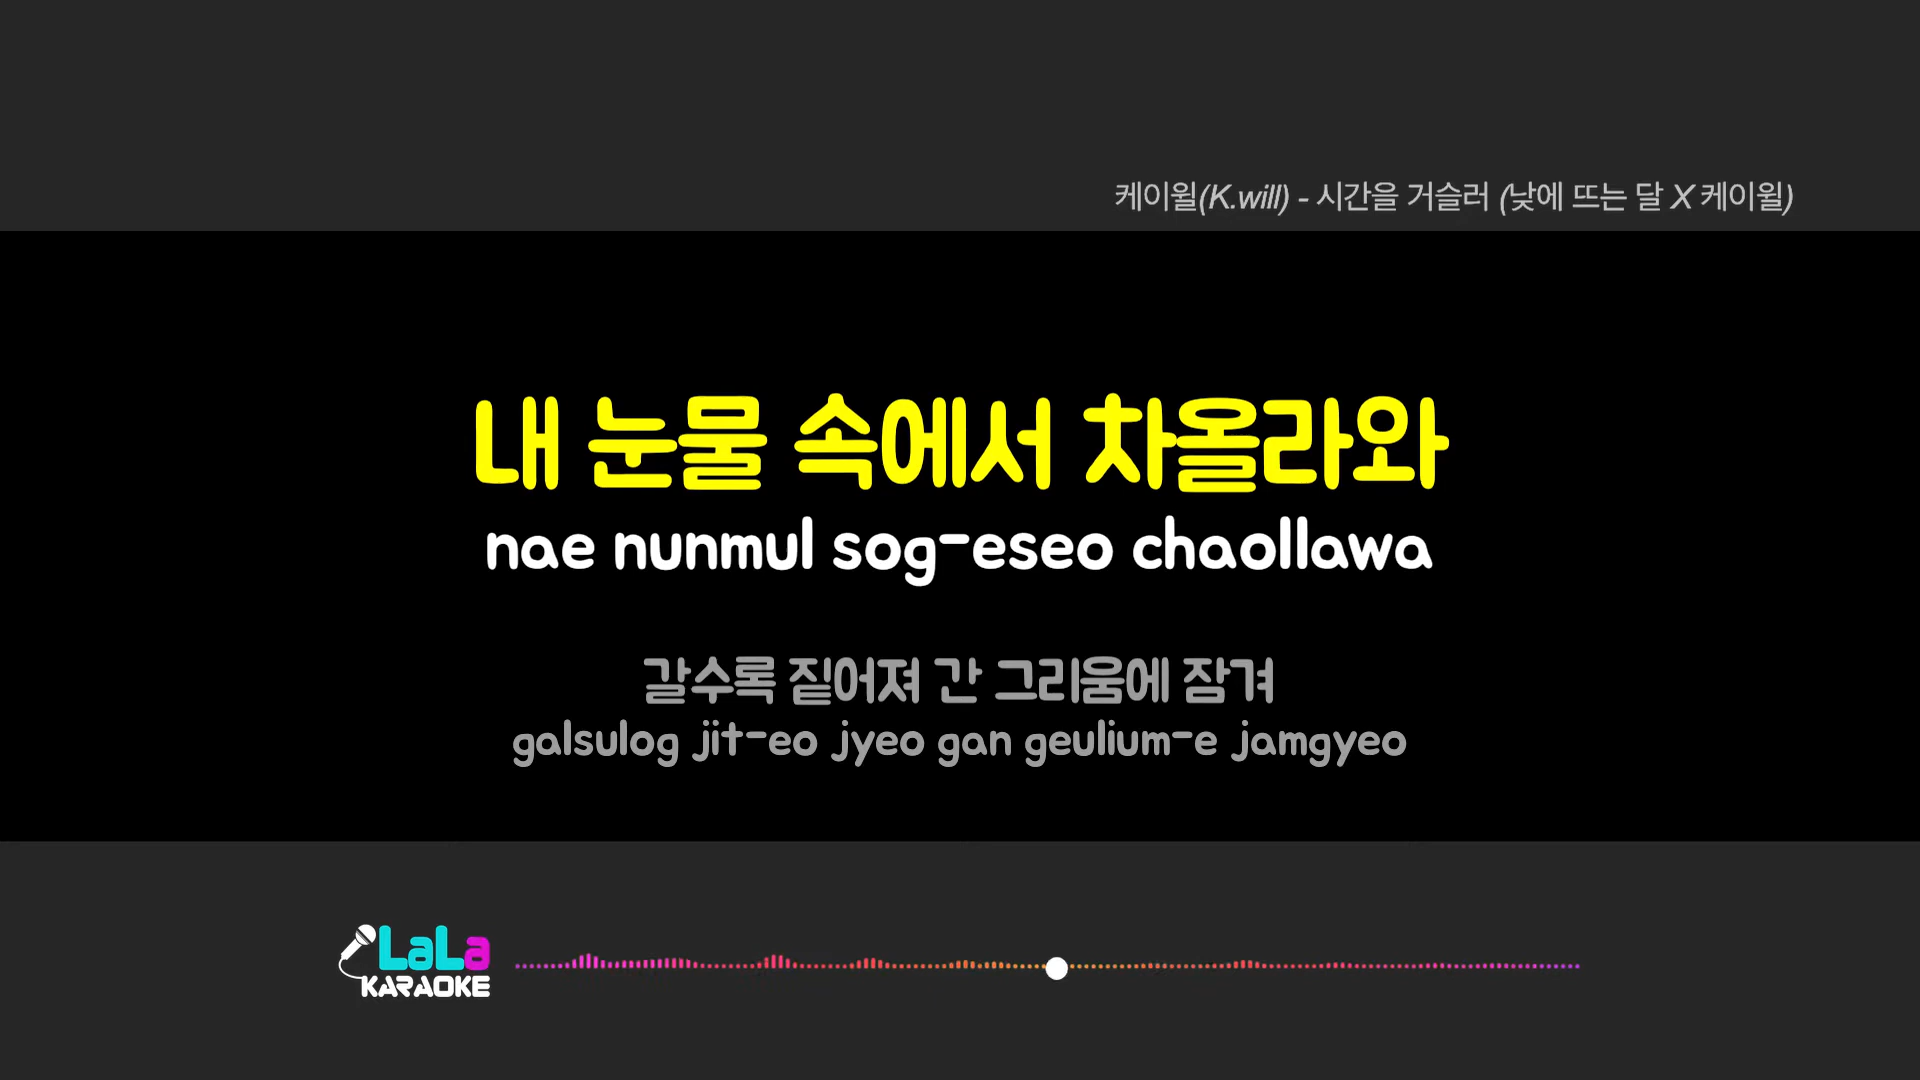 케이윌(K.will) - 시간을 거슬러 (낮에 뜨는 달 X 케이윌)
내 눈물 속에서 차올라와
nae nunmul sog-eseo chaollawa
갈수록 짙어져 간 그리움에 잠겨
galsulog jit-eo jyeo gan geulium-e jamgyeo
LaLa
KARAOKE